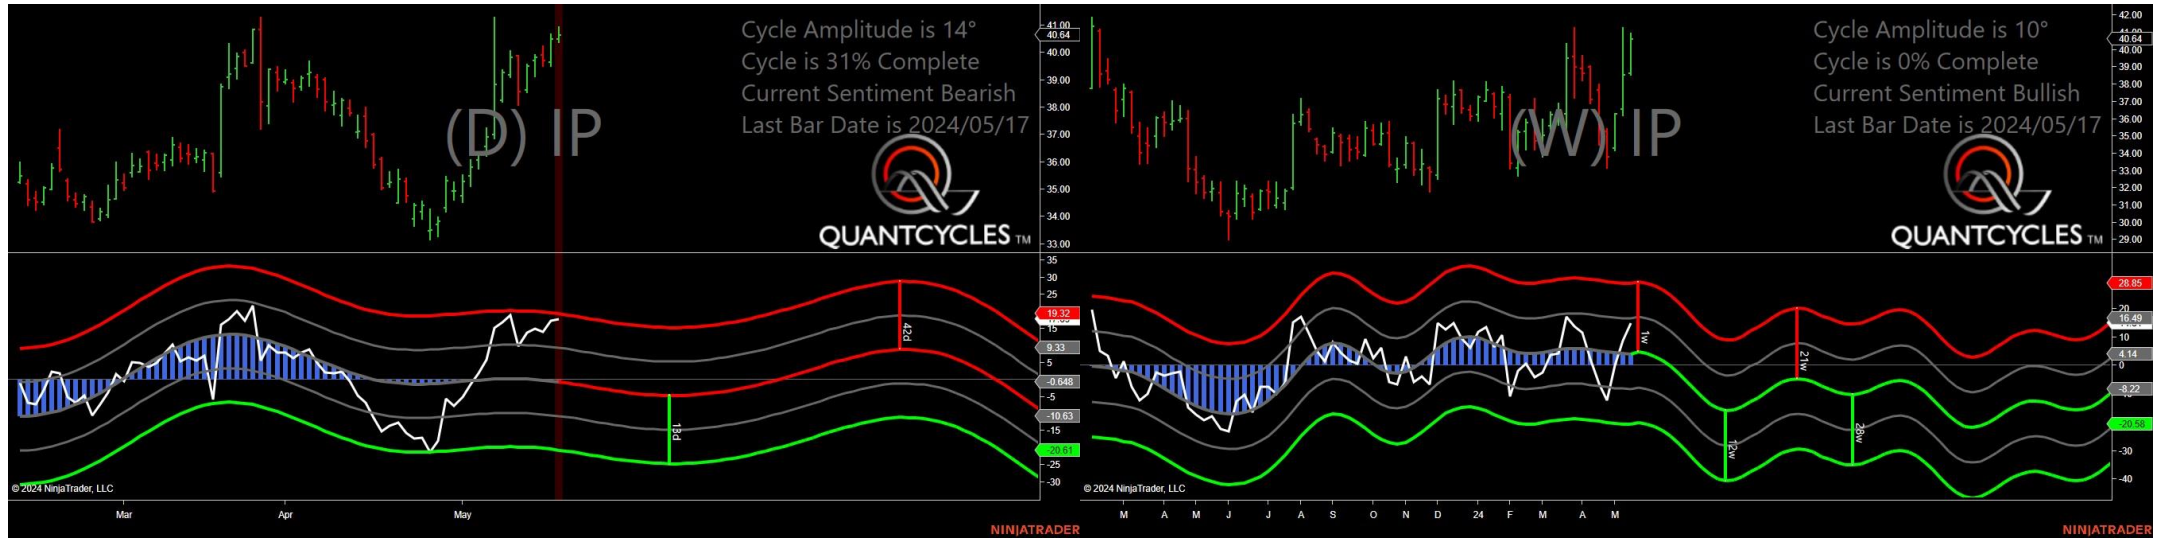 Cycle Amplitude is 14°
Cycle is 31% Complete
Current Sentiment Bearish
Last Bar Date is 2024/05/17
(D) IP
QUANTCYCLES TM
41.00
40.64
40.00
39.00
38.00
37.00
36.00
35.00
34.00
33.00
35
30
25
19.32
15
9.33
5
-0.648
-5
-10.63
-15
-20.61
-25
-30
42d
13d
© 2024 NinjaTrader, LLC
Mar Apr May
NINJATRADER
Cycle Amplitude is 10°
Cycle is 0% Complete
Current Sentiment Bullish
Last Bar Date is 2024/05/17
(W) IP
QUANTCYCLES TM
42.00
40.64
40.00
39.00
38.00
37.00
36.00
35.00
34.00
33.00
32.00
31.00
30.00
29.00
28.85
20
16.49
10
4.14
0
-8.22
-20.58
-30
-40
1w
21w
12w
28w
© 2024 NinjaTrader, LLC
M A M J J A S O N D 24 F M A M
NINJATRADER